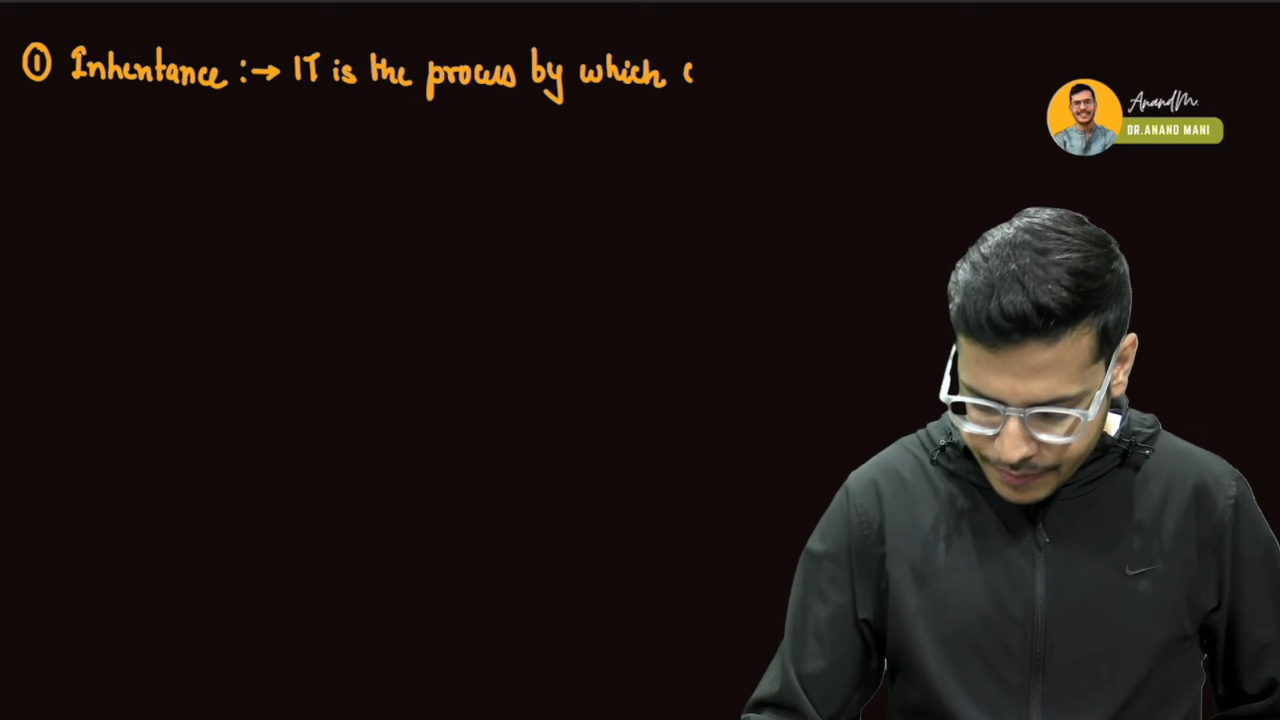 ① Inheritance :→ IT is the process by which c
AnandM.
DR.ANAND MANI